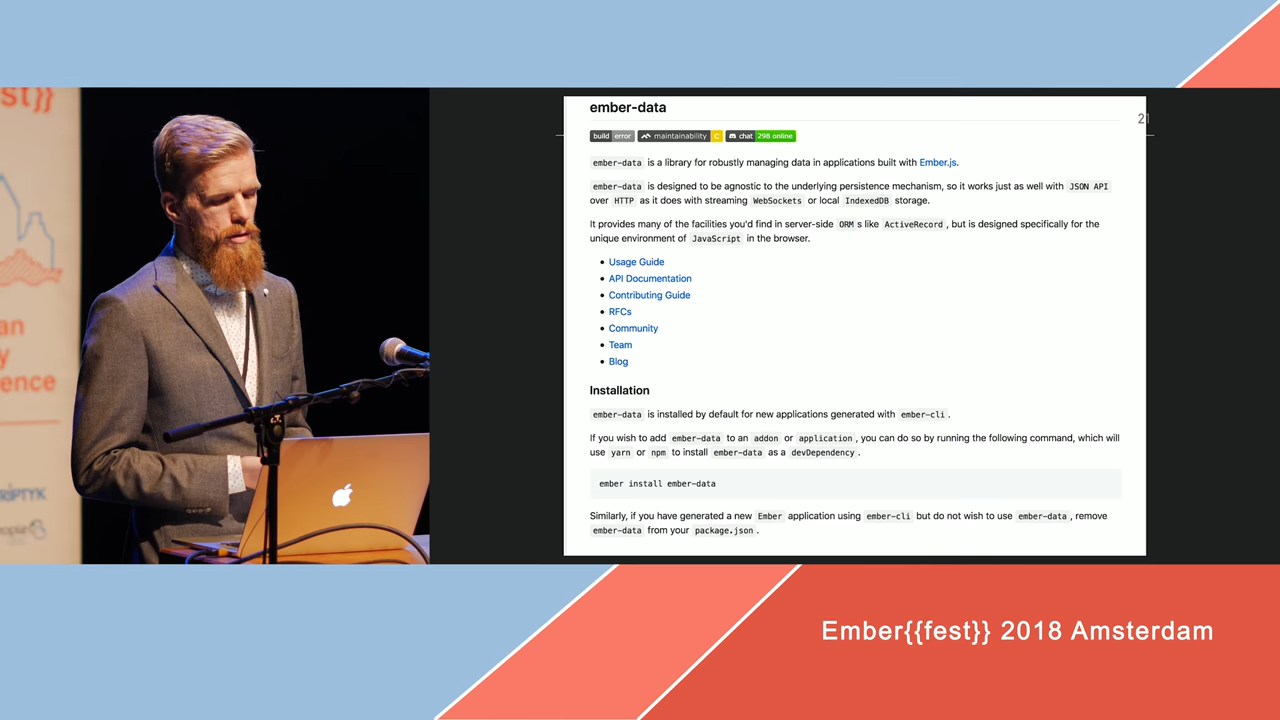 st}}
an
y
ence
RIPTYK
ember-data
21
build error maintainability C chat 298 online
ember-data is a library for robustly managing data in applications built with Ember.js.
ember-data is designed to be agnostic to the underlying persistence mechanism, so it works just as well with JSON API
over HTTP as it does with streaming WebSockets or local IndexedDB storage.
It provides many of the facilities you'd find in server-side ORM s like ActiveRecord , but is designed specifically for the
unique environment of JavaScript in the browser.
• Usage Guide
• API Documentation
• Contributing Guide
• RFCs
• Community
• Team
• Blog
Installation
ember-data is installed by default for new applications generated with ember-cli .
If you wish to add ember-data to an addon or application , you can do so by running the following command, which will
use yarn or npm to install ember-data as a devDependency .
ember install ember-data
Similarly, if you have generated a new Ember application using ember-cli but do not wish to use ember-data , remove
ember-data from your package.json .
Ember{{fest}} 2018 Amsterdam